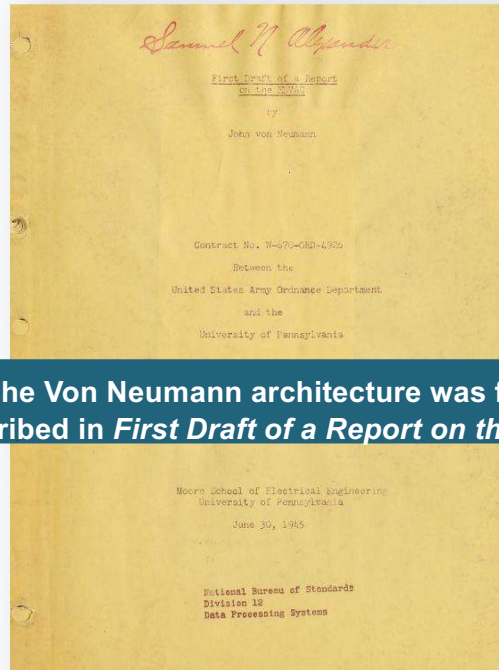 Samuel N Alexander
First Draft of a Report
on the EDVAC
by
John von Neumann
Contract No. W-670-ORD-4926
Between the
United States Army Ordnance Department
and the
University of Pennsylvania
he Von Neumann architecture was f
ribed in First Draft of a Report on th
Moore School of Electrical Engineering
University of Pennsylvania
June 30, 1945
National Bureau of Standards
Division 12
Data Processing Systems